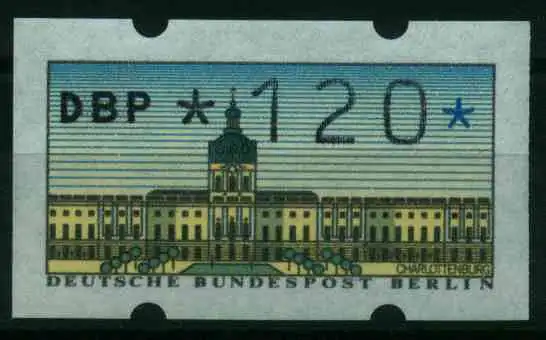 DBP *120*
CHARLOTTENBURG
DEUTSCHE BUNDESPOST BERLIN